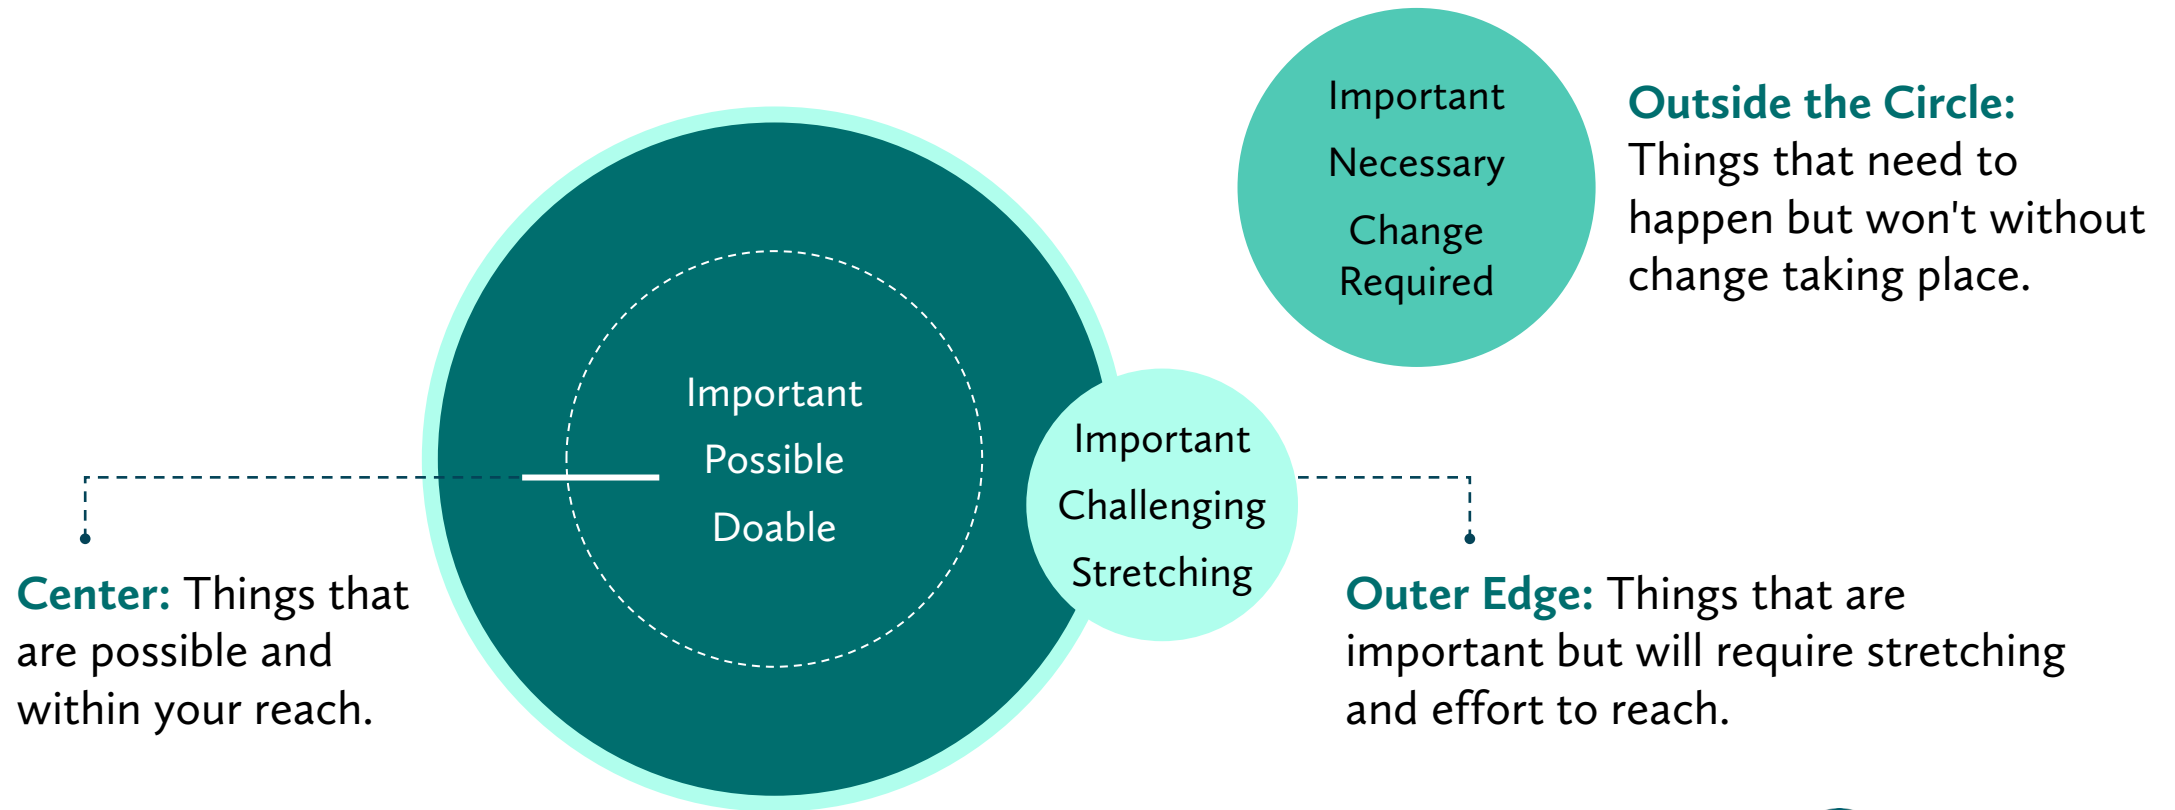 Important
Necessary
Change
Required
Outside the Circle:
Things that need to
happen but won't without
change taking place.
Important
Possible
Doable
Important
Challenging
Stretching
Center: Things that
are possible and
within your reach.
Outer Edge: Things that are
important but will require stretching
and effort to reach.